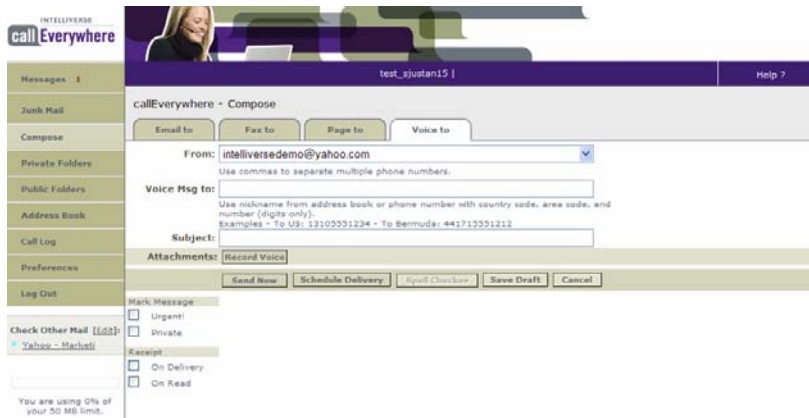 INTELLIVERSE
call Everywhere
test_sjustan15 |
Help ?
Messages 1
Junk Mail
Compose
Private Folders
Public Folders
Address Book
Call Log
Preferences
Log Out
Check Other Mail [Edit]:
Yahoo - Marketi
You are using 0% of
your 50 MB limit.
callEverywhere - Compose
Email to
Fax to
Page to
Voice to
From: intelliversedemo@yahoo.com
Use commas to separate multiple phone numbers.
Voice Msg to:
Use nickname from address book or phone number with country code, area code, and
number (digits only).
Examples - To US: 13105551234 - To Bermuda: 441715551212
Subject:
Attachments: Record Voice
Send Now Schedule Delivery Spell Checker Save Draft Cancel
Mark Message
Urgent!
Private
Receipt
On Delivery
On Read